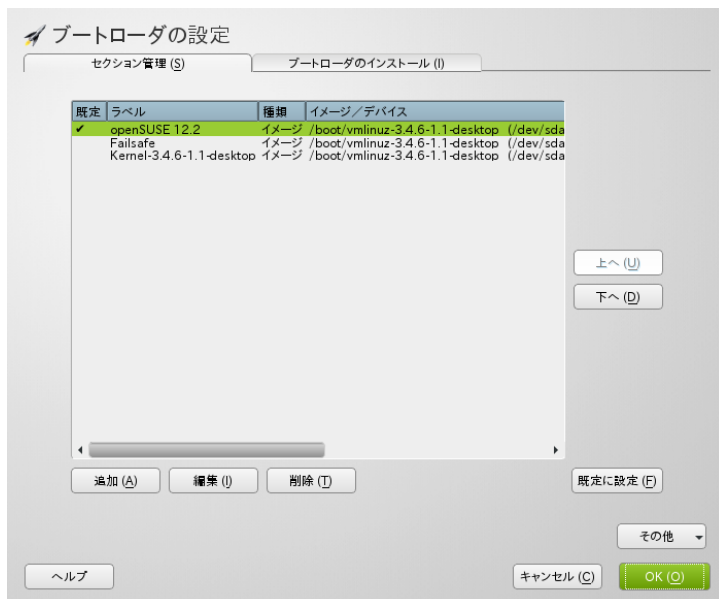 ブートローダの設定
セクション管理 (S)
ブートローダのインストール (I)
既定 ラベル 種類 イメージ／デバイス
✔ openSUSE 12.2 イメージ /boot/vmlinuz-3.4.6-1.1-desktop (/dev/sda
Failsafe イメージ /boot/vmlinuz-3.4.6-1.1-desktop (/dev/sda
Kernel-3.4.6-1.1-desktop イメージ /boot/vmlinuz-3.4.6-1.1-desktop (/dev/sda
上へ (U)
下へ (D)
追加 (A) 編集 (I) 削除 (T) 既定に設定 (F)
その他
ヘルプ キャンセル (C) OK (O)